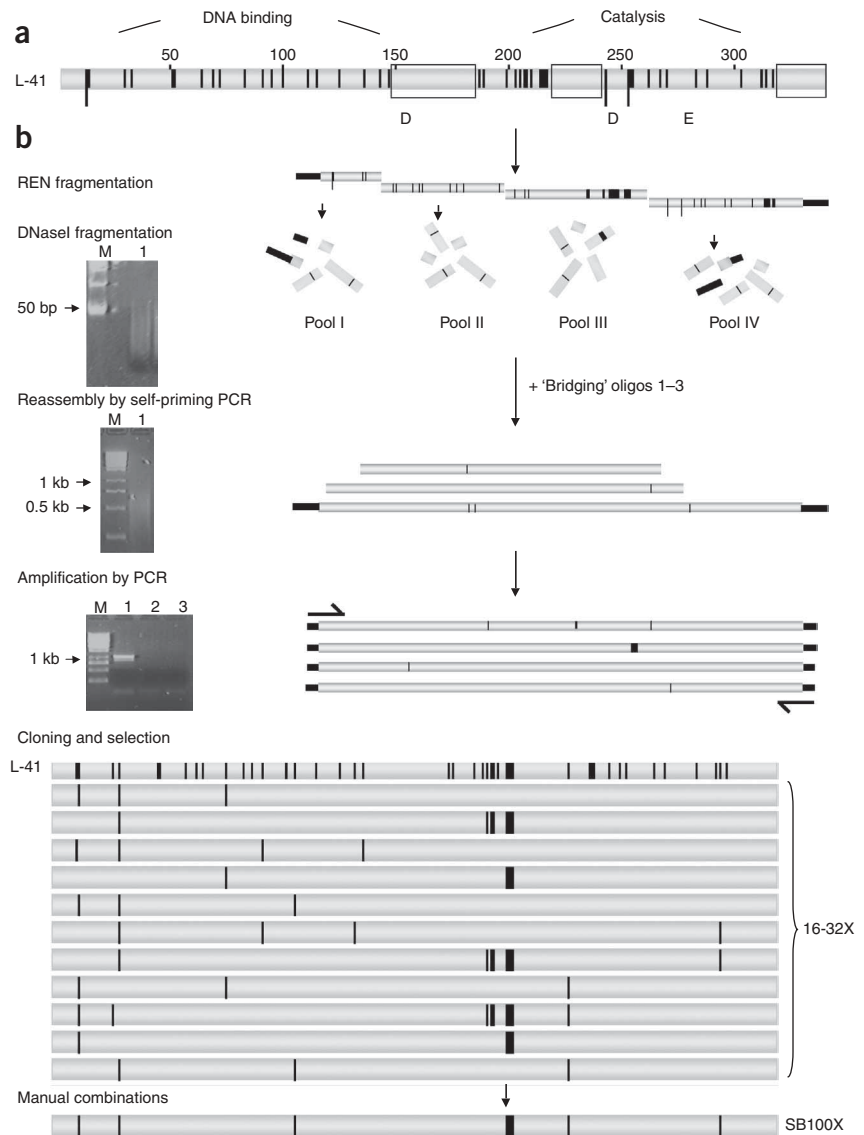 a
DNA binding
Catalysis
50 100 150 200 250 300
L-41
D D E
b
REN fragmentation
DNaseI fragmentation
M 1
50 bp
Pool I Pool II Pool III Pool IV
+ 'Bridging' oligos 1–3
Reassembly by self-priming PCR
M 1
1 kb
0.5 kb
Amplification by PCR
M 1 2 3
1 kb
Cloning and selection
L-41
16-32X
Manual combinations
SB100X